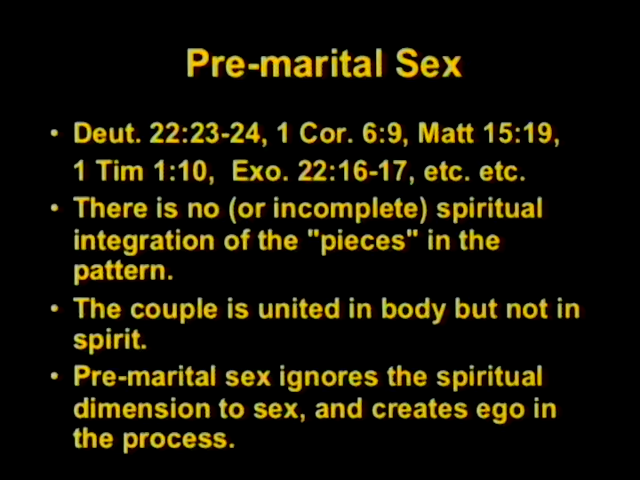 Pre-marital Sex
• Deut. 22:23-24, 1 Cor. 6:9, Matt 15:19,
1 Tim 1:10, Exo. 22:16-17, etc. etc.
• There is no (or incomplete) spiritual
integration of the "pieces" in the
pattern.
• The couple is united in body but not in
spirit.
• Pre-marital sex ignores the spiritual
dimension to sex, and creates ego in
the process.